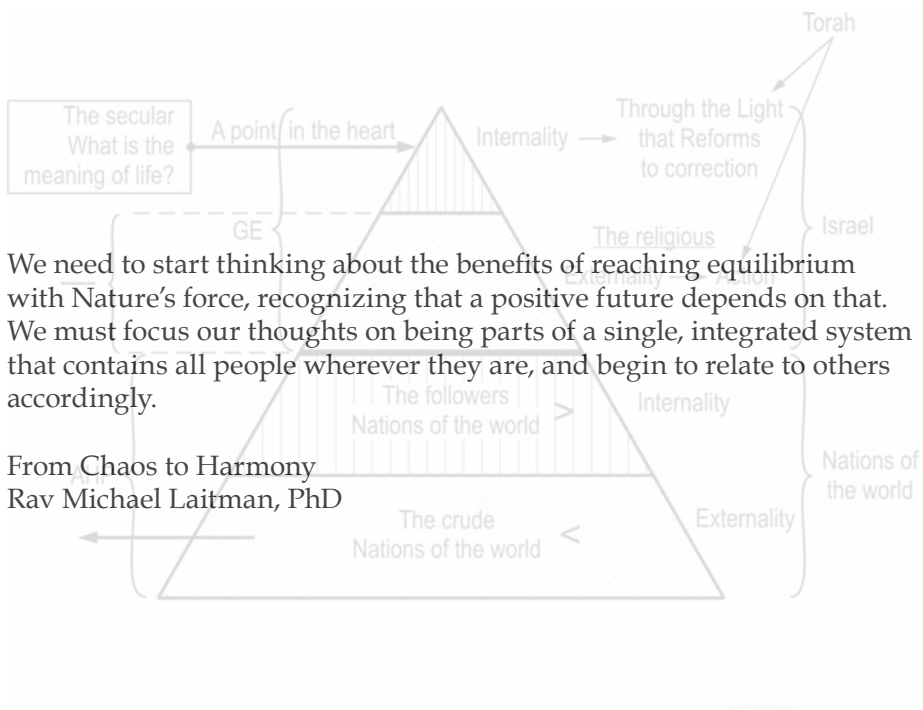 Torah
The secular
What is the
meaning of life?
A point in the heart
Internality
Through the Light
that Reforms
to correction
GE
The religious
Israel
Externality
Action
We need to start thinking about the benefits of reaching equilibrium
with Nature's force, recognizing that a positive future depends on that.
We must focus our thoughts on being parts of a single, integrated system
that contains all people wherever they are, and begin to relate to others
accordingly.
The followers
Nations of the world
>
Internality
From Chaos to Harmony
Rav Michael Laitman, PhD
AHP
Nations of
the world
The crude
Nations of the world
<
Externality